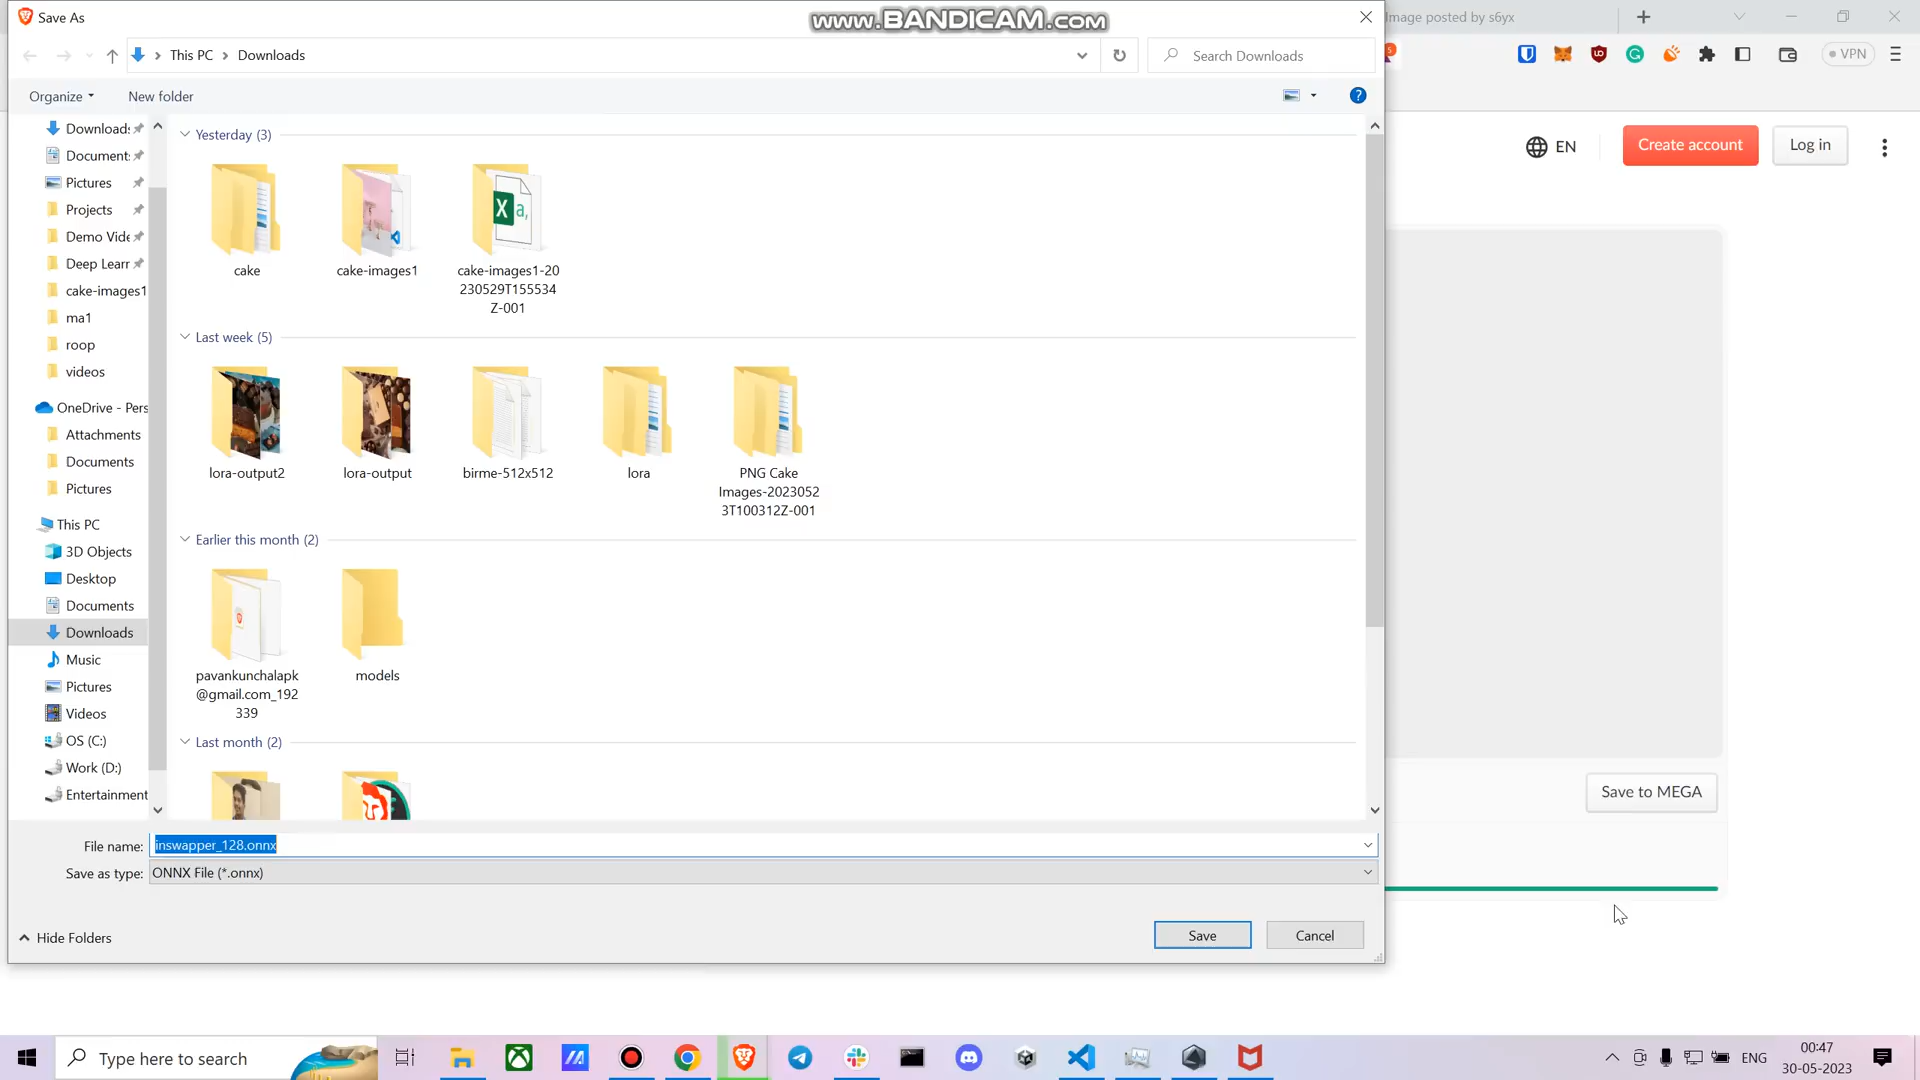 Save As
www.BANDICAM.com
Image posted by s6yx
This PC
Downloads
Search Downloads
VPN
Organize
New folder
EN
Create account
Log in
Downloads
Document
Pictures
Projects
Demo Vide
Deep Learn
cake-images1
ma1
roop
videos
OneDrive - Pers
Attachments
Documents
Pictures
This PC
3D Objects
Desktop
Documents
Downloads
Music
Pictures
Videos
OS (C:)
Work (D:)
Entertainment
Yesterday (3)
cake
cake-images1
cake-images1-20
230529T155534
Z-001
Last week (5)
lora-output2
lora-output
birme-512x512
lora
PNG Cake
Images-2023052
3T100312Z-001
Earlier this month (2)
pavankunchalapk
@gmail.com_192
339
models
Last month (2)
Save to MEGA
File name:
inswapper_128.onnx
Save as type:
ONNX File (*.onnx)
Hide Folders
Save
Cancel
Type here to search
ENG
00:47
30-05-2023